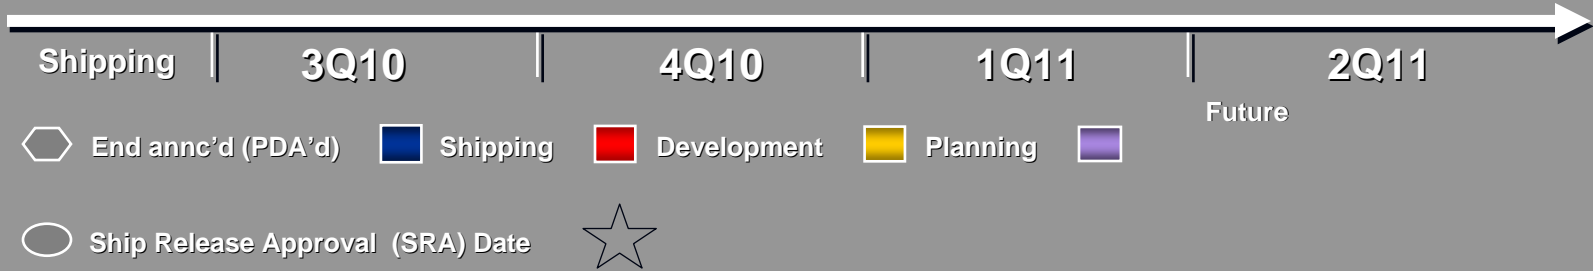 Shipping 3Q10 4Q10 1Q11 2Q11
Future
End annc’d (PDA’d) Shipping Development Planning
Ship Release Approval (SRA) Date